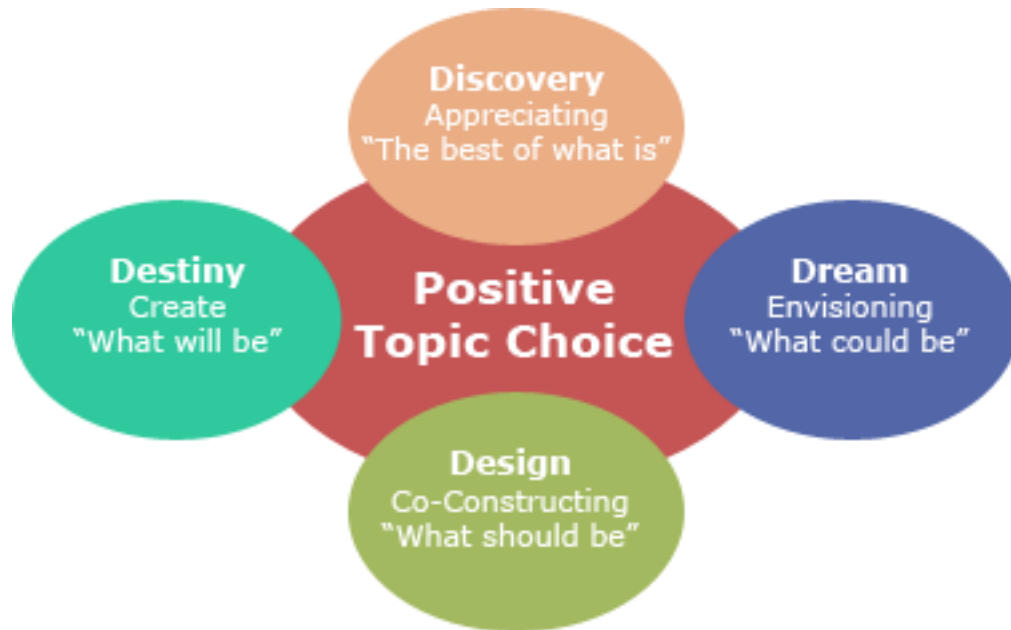 Discovery
Appreciating
“The best of what is”
Destiny
Create
“What will be”
Positive
Topic Choice
Dream
Envisioning
“What could be”
Design
Co-Constructing
“What should be”